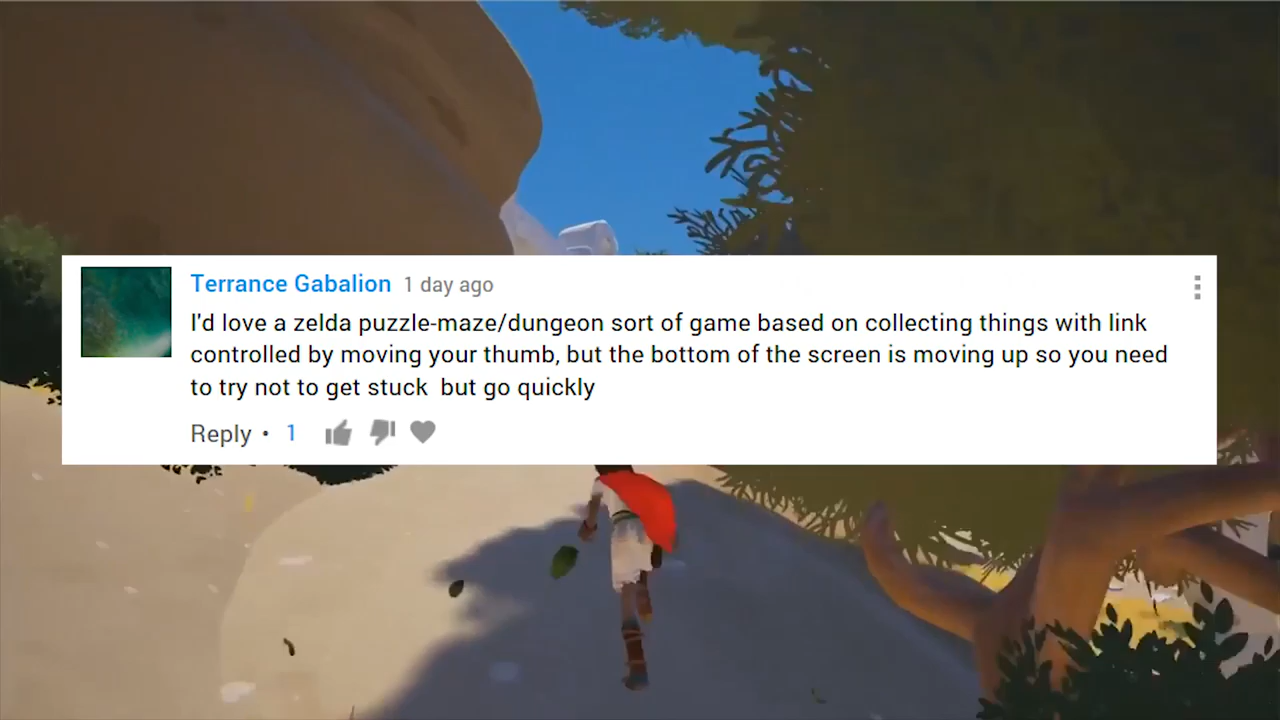 Terrance Gabalion 1 day ago
I'd love a zelda puzzle-maze/dungeon sort of game based on collecting things with link
controlled by moving your thumb, but the bottom of the screen is moving up so you need
to try not to get stuck  but go quickly
Reply • 1